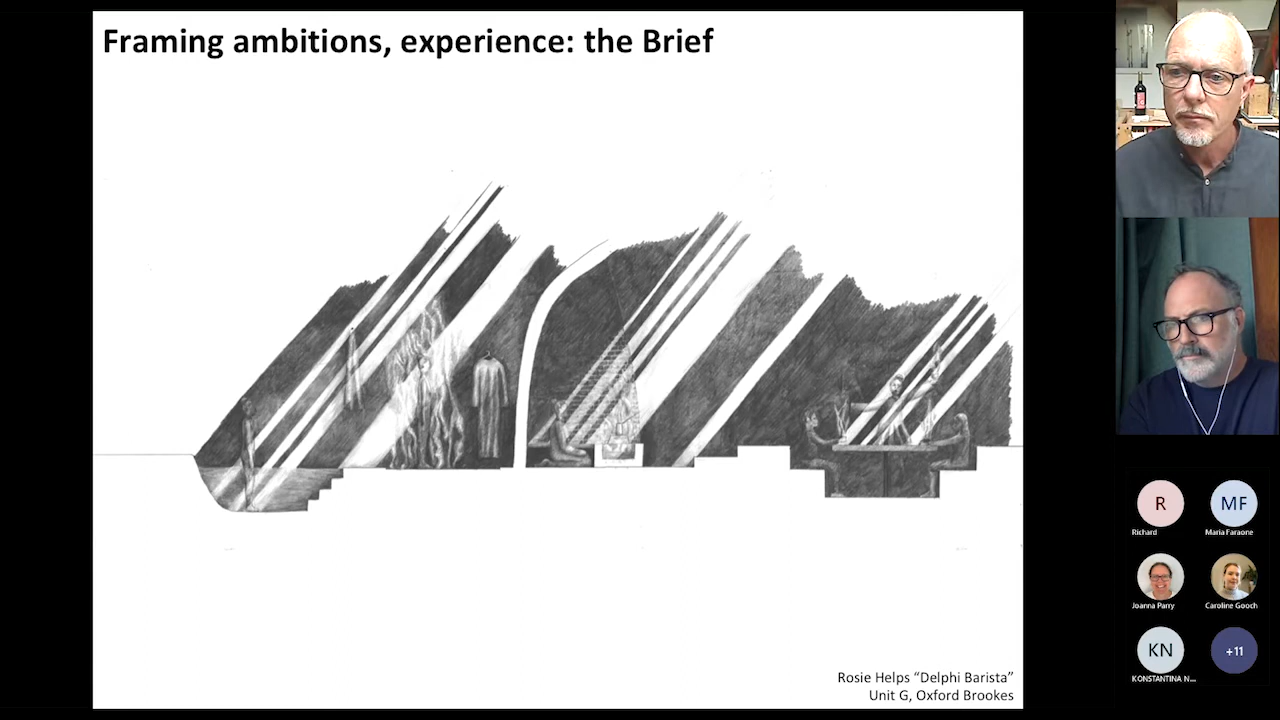 Framing ambitions, experience: the Brief
Rosie Helps “Delphi Barista”
Unit G, Oxford Brookes
R
MF
Richard
Maria Faraone
Joanna Parry
Caroline Gooch
KN
+11
KONSTANTINA N...